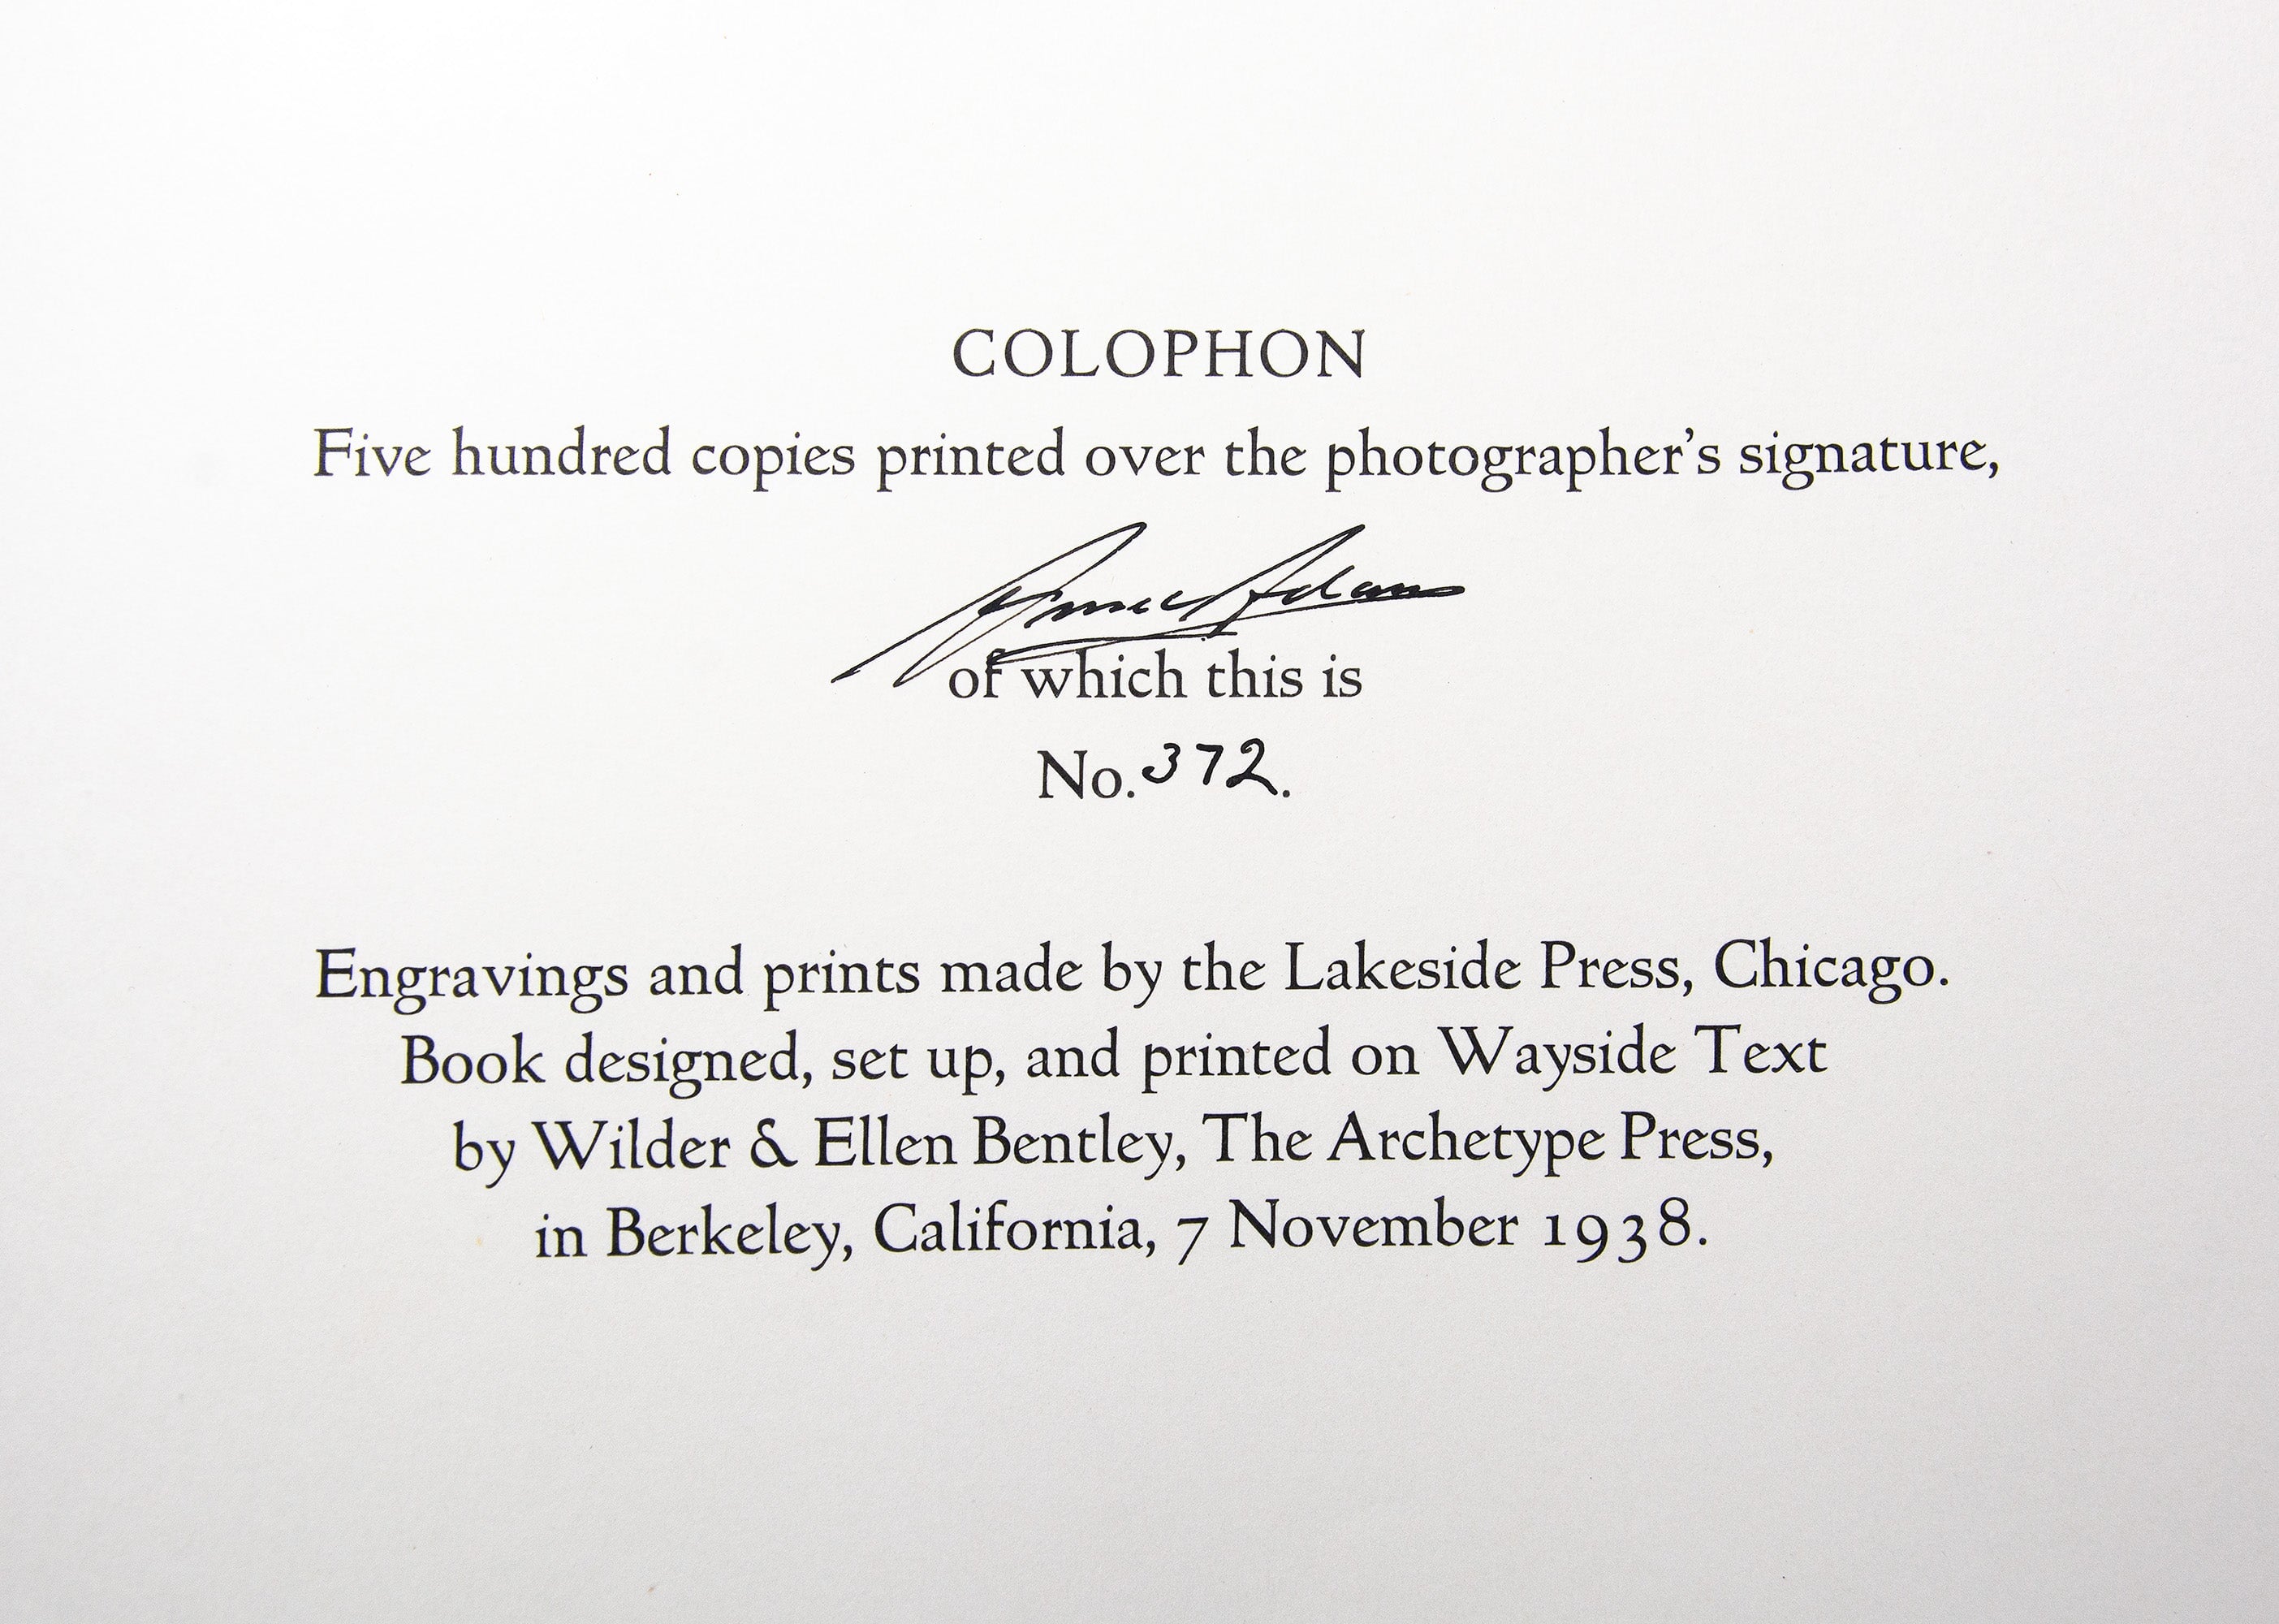 COLOPHON
Five hundred copies printed over the photographer's signature,
Ansel Adams
of which this is
No. 372.
Engravings and prints made by the Lakeside Press, Chicago.
Book designed, set up, and printed on Wayside Text
by Wilder & Ellen Bentley, The Archetype Press,
in Berkeley, California, 7 November 1938.